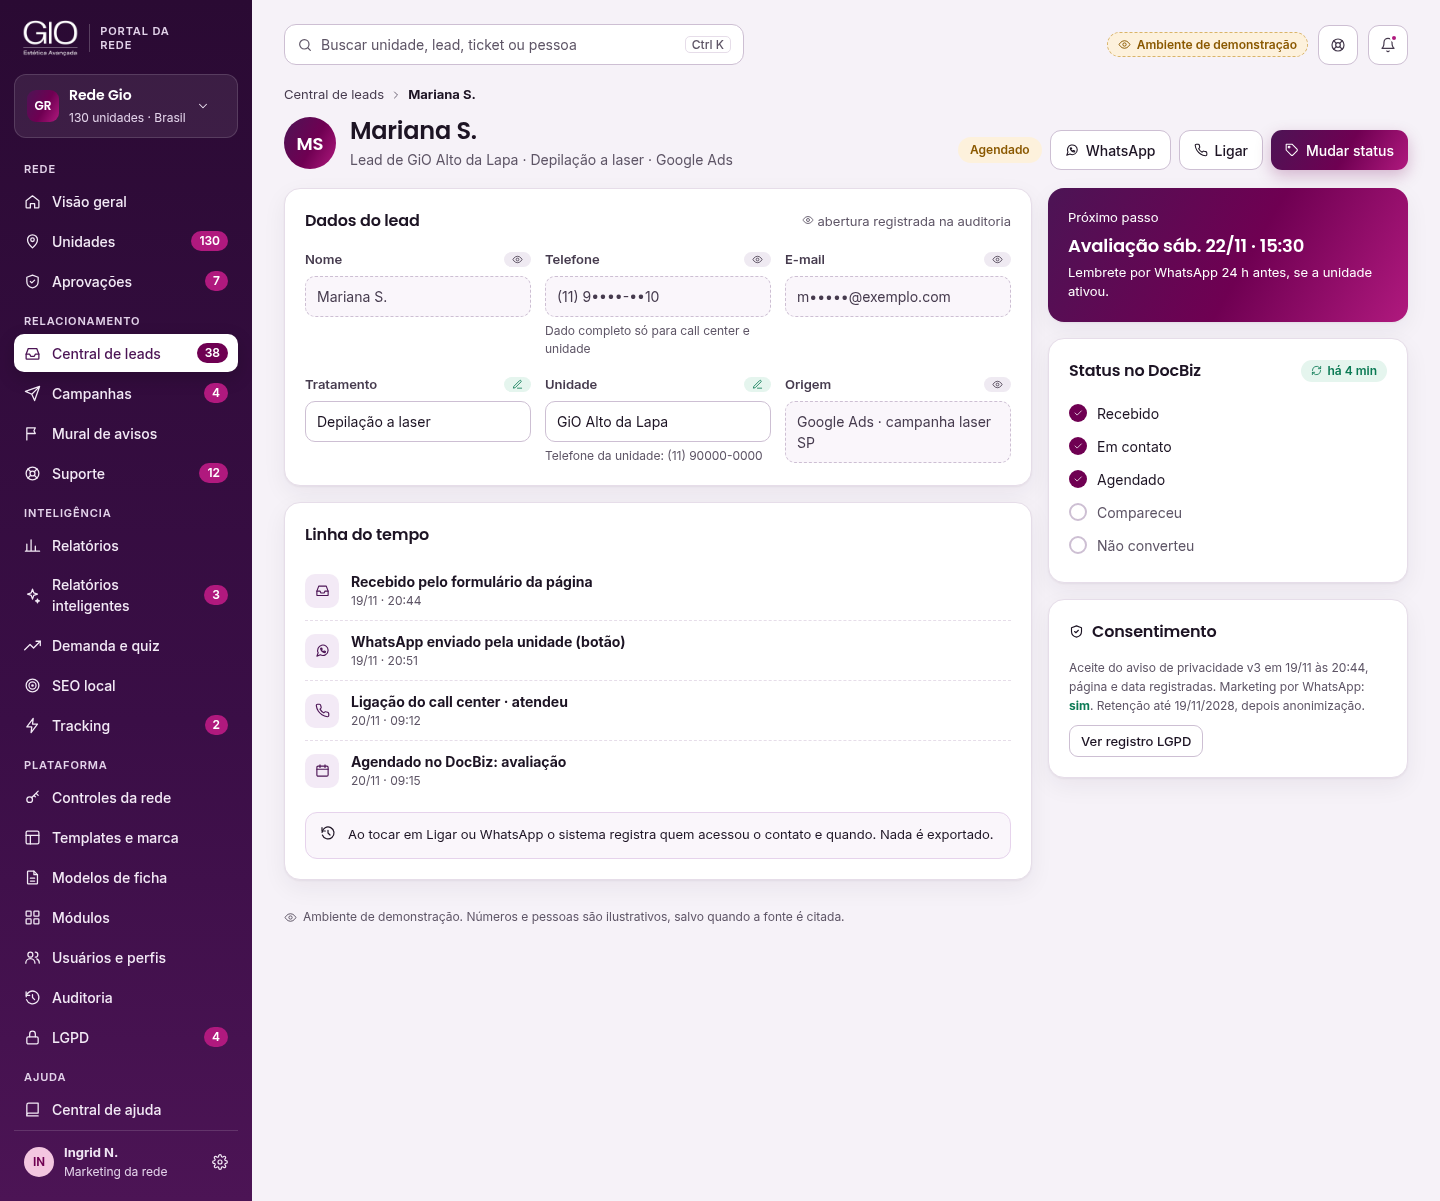 GIO
Estética Avançada
PORTAL DA
REDE
GR
Rede Gio
130 unidades · Brasil
REDE
Visão geral
Unidades 130
Aprovações 7
RELACIONAMENTO
Central de leads 38
Campanhas 4
Mural de avisos
Suporte 12
INTELIGÊNCIA
Relatórios
Relatórios
inteligentes 3
Demanda e quiz
SEO local
Tracking 2
PLATAFORMA
Controles da rede
Templates e marca
Modelos de ficha
Módulos
Usuários e perfis
Auditoria
LGPD 4
AJUDA
Central de ajuda
IN
Ingrid N.
Marketing da rede
Buscar unidade, lead, ticket ou pessoa Ctrl K
Ambiente de demonstração
Central de leads > Mariana S.
MS
Mariana S.
Lead de GiO Alto da Lapa · Depilação a laser · Google Ads
Agendado WhatsApp Ligar Mudar status
Dados do lead abertura registrada na auditoria
Nome Telefone E-mail
Mariana S. (11) 9••••-••10 m•••••@exemplo.com
Dado completo só para call center e
unidade
Tratamento Unidade Origem
Depilação a laser GiO Alto da Lapa Google Ads · campanha laser
SP
Telefone da unidade: (11) 90000-0000
Linha do tempo
Recebido pelo formulário da página
19/11 · 20:44
WhatsApp enviado pela unidade (botão)
19/11 · 20:51
Ligação do call center · atendeu
20/11 · 09:12
Agendado no DocBiz: avaliação
20/11 · 09:15
Ao tocar em Ligar ou WhatsApp o sistema registra quem acessou o contato e quando. Nada é exportado.
Próximo passo
Avaliação sáb. 22/11 · 15:30
Lembrete por WhatsApp 24 h antes, se a unidade
ativou.
Status no DocBiz há 4 min
Recebido
Em contato
Agendado
Compareceu
Não converteu
Consentimento
Aceite do aviso de privacidade v3 em 19/11 às 20:44,
página e data registradas. Marketing por WhatsApp:
sim. Retenção até 19/11/2028, depois anonimização.
Ver registro LGPD
Ambiente de demonstração. Números e pessoas são ilustrativos, salvo quando a fonte é citada.